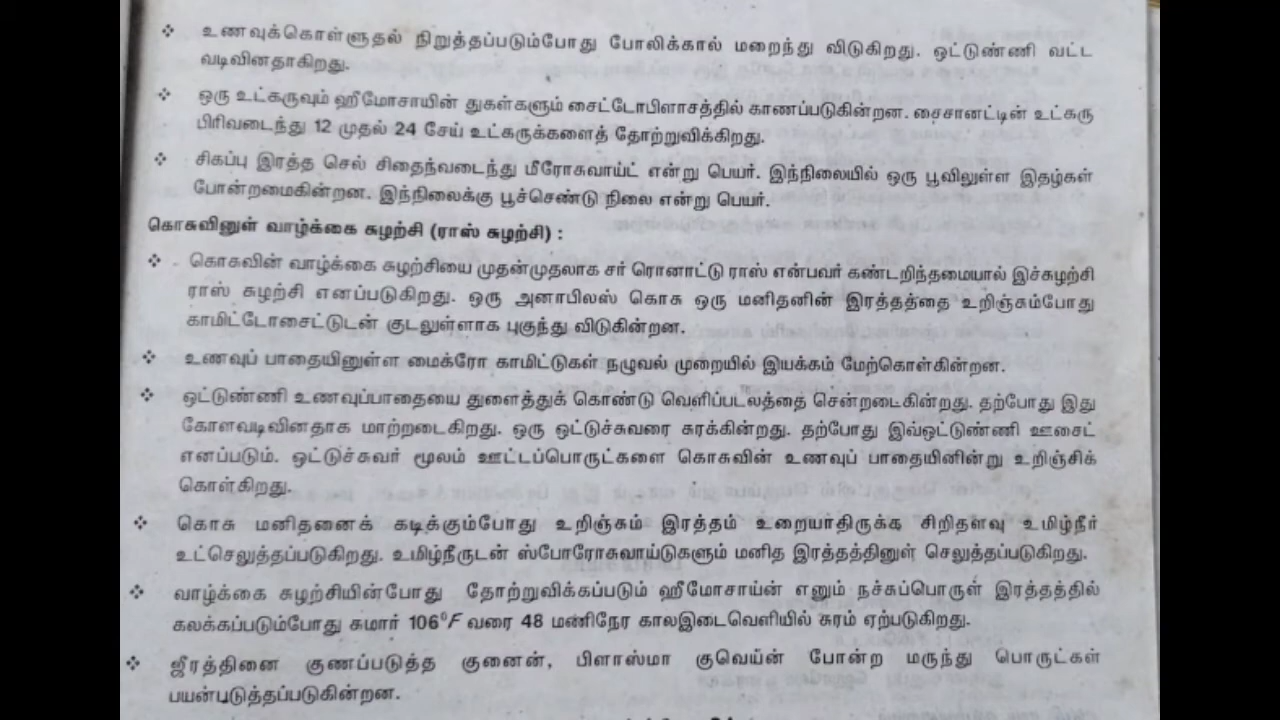 ❖ உணவுக்கொள்ளுதல் நிறுத்தப்படும்போது போலிக்கால் மறைந்து விடுகிறது. ஒட்டுண்ணி வட்ட
வடிவினதாகிறது.
❖ ஒரு உட்கருவும் ஹீமோசாயின் துகள்களும் சைட்டோபிளாசத்தில் காணப்படுகின்றன. சைசானட்டின் உட்கரு
பிரிவடைந்து 12 முதல் 24 சேய் உட்கருக்களைத் தோற்றுவிக்கிறது.
❖ சிகப்பு இரத்த செல் சிதைந்வடைந்து மீரோசுவாய்ட் என்று பெயர். இந்நிலையில் ஒரு பூவிலுள்ள இதழ்கள்
போன்றமைகின்றன. இந்நிலைக்கு பூச்செண்டு நிலை என்று பெயர்.
கொசுவினுள் வாழ்க்கை சுழற்சி (ராஸ் சுழற்சி) :
❖ கொசுவின் வாழ்க்கை சுழற்சியை முதன்முதலாக சர் ரொனாட்டு ராஸ் என்பவர் கண்டறிந்தமையால் இச்சுழற்சி
ராஸ் சுழற்சி எனப்படுகிறது. ஒரு அனாபிலஸ் கொசு ஒரு மனிதனின் இரத்தத்தை உறிஞ்சும்போது
காமிட்டோசைட்டுடன் குடலுள்ளாக புகுந்து விடுகின்றன.
❖ உணவுப் பாதையினுள்ள மைக்ரோ காமிட்டுகள் நழுவல் முறையில் இயக்கம் மேற்கொள்கின்றன.
❖ ஒட்டுண்ணி உணவுப்பாதையை துளைத்துக் கொண்டு வெளிப்படலத்தை சென்றடைகின்றது. தற்போது இது
கோளவடிவினதாக மாற்றடைகிறது. ஒரு ஒட்டுச்சுவரை சுரக்கின்றது. தற்போது இவ்ஒட்டுண்ணி ஊசைட்
எனப்படும். ஒட்டுச்சுவர் மூலம் ஊட்டப்பொருட்களை கொசுவின் உணவுப் பாதையினின்று உறிஞ்சிக்
கொள்கிறது.
❖ கொசு மனிதனைக் கடிக்கும்போது உறிஞ்சும் இரத்தம் உறையாதிருக்க சிறிதளவு உமிழ்நீர்
உட்செலுத்தப்படுகிறது. உமிழ்நீருடன் ஸ்போரோசுவாய்டுகளும் மனித இரத்தத்தினுள் செலுத்தப்படுகிறது.
❖ வாழ்க்கை சுழற்சியின்போது தோற்றுவிக்கப்படும் ஹீமோசாய்ன் எனும் நச்சுப்பொருள் இரத்தத்தில்
கலக்கப்படும்போது சுமார் 106⁰F வரை 48 மணிநேர காலஇடைவெளியில் சுரம் ஏற்படுகிறது.
❖ ஜீரத்தினை குணப்படுத்த குனைன், பிளாஸ்மா குவெய்ன் போன்ற மருந்து பொருட்கள்
பயன்படுத்தப்படுகின்றன.